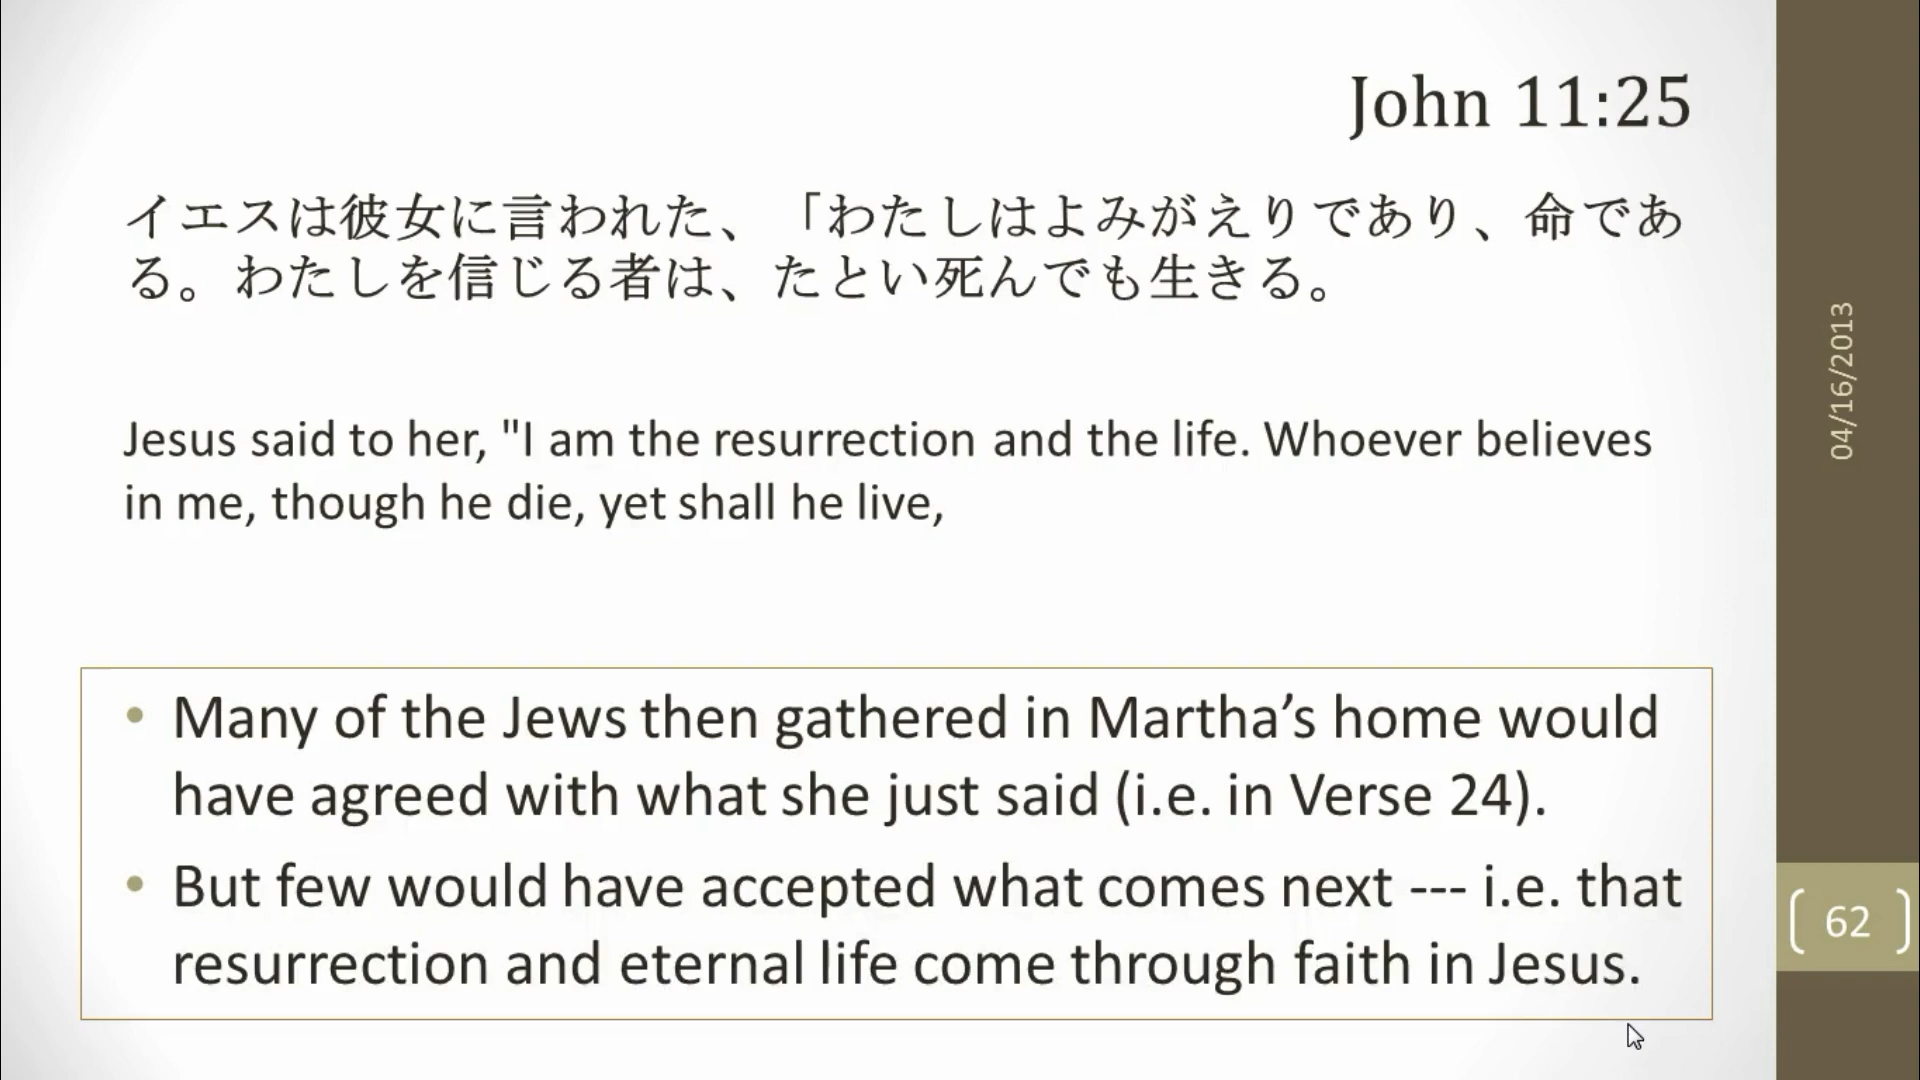 John 11:25
イエスは彼女に言われた、「わたしはよみがえりであり、命であ
る。わたしを信じる者は、たとい死んでも生きる。
Jesus said to her, "I am the resurrection and the life. Whoever believes
in me, though he die, yet shall he live,
• Many of the Jews then gathered in Martha’s home would
have agreed with what she just said (i.e. in Verse 24).
• But few would have accepted what comes next --- i.e. that
resurrection and eternal life come through faith in Jesus.
04/16/2013
62